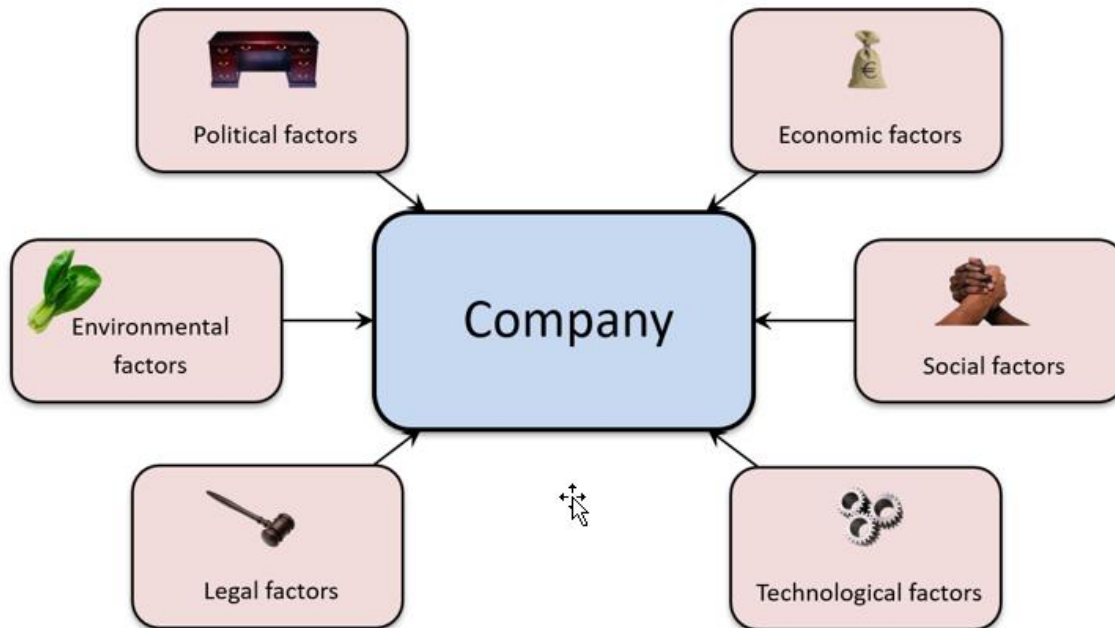 €
Political factors
Economic factors
Environmental
factors
Company
Social factors
Legal factors
Technological factors